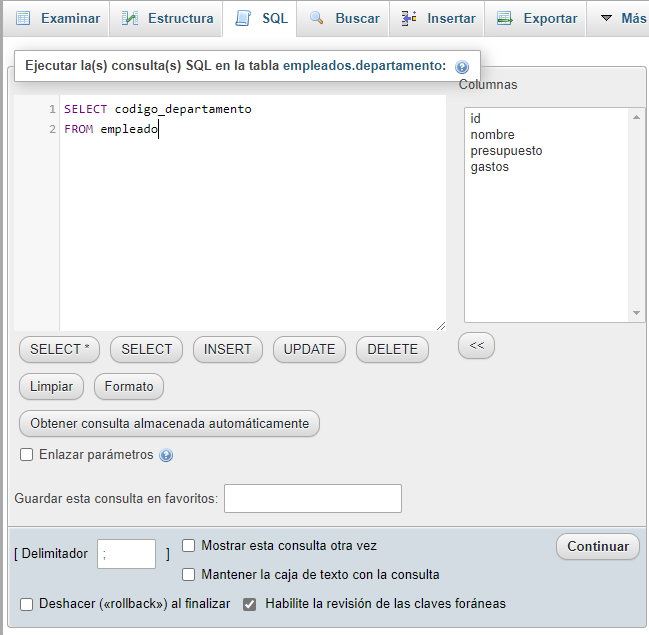 Examinar Estructura SQL Buscar Insertar Exportar Más
Ejecutar la(s) consulta(s) SQL en la tabla empleados.departamento:
Columnas
1 SELECT codigo_departamento
2 FROM empleado
id
nombre
presupuesto
gastos
SELECT * SELECT INSERT UPDATE DELETE <<
Limpiar Formato
Obtener consulta almacenada automáticamente
Enlazar parámetros
Guardar esta consulta en favoritos:
[ Delimitador ; ] Mostrar esta consulta otra vez Continuar
Mantener la caja de texto con la consulta
Deshacer («rollback») al finalizar Habilite la revisión de las claves foráneas